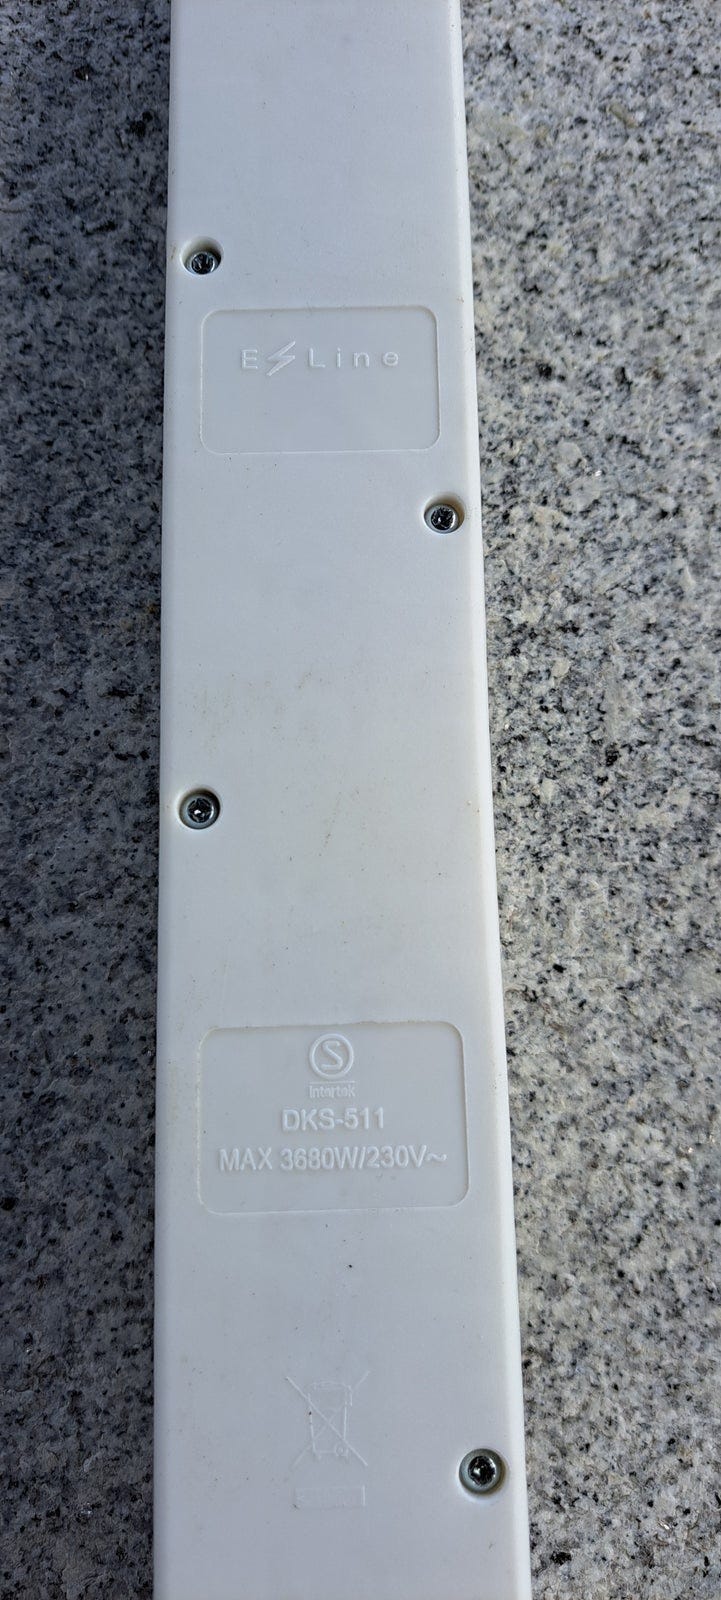 E Line
S
Intertek
DKS-511
MAX 3680W/230V~